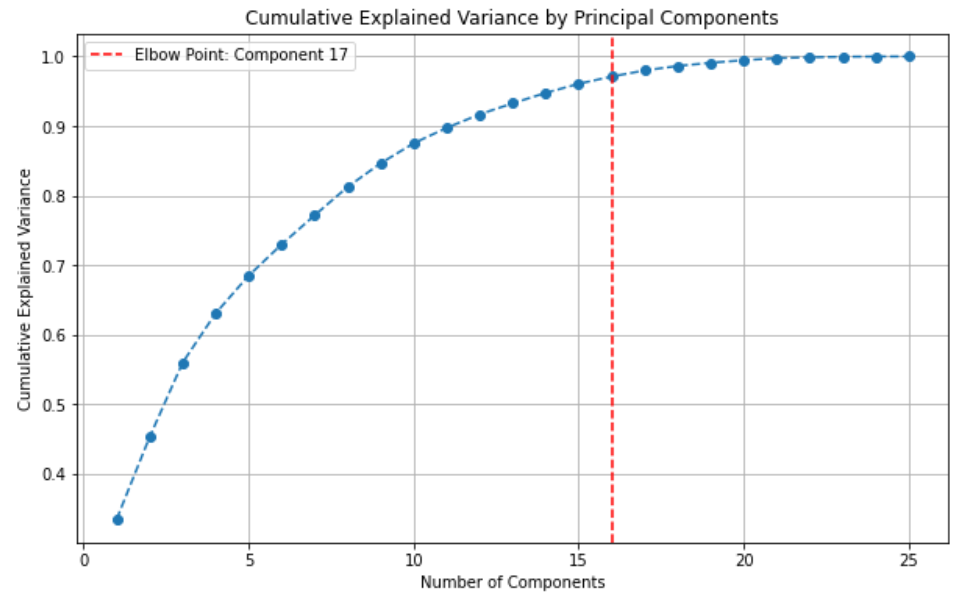 Cumulative Explained Variance by Principal Components
Elbow Point: Component 17
1.0
0.9
0.8
0.7
0.6
0.5
0.4
Cumulative Explained Variance
0 5 10 15 20 25
Number of Components